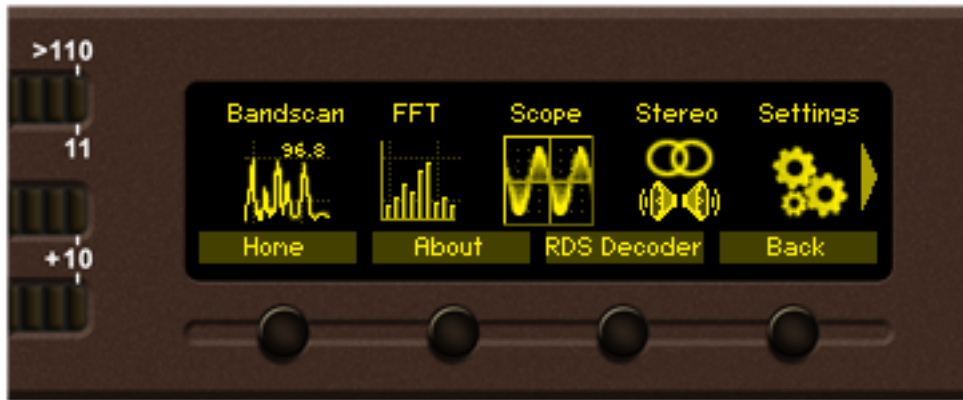 >110
11
+10
Bandscan FFT Scope Stereo Settings
96.8
Home About RDS Decoder Back